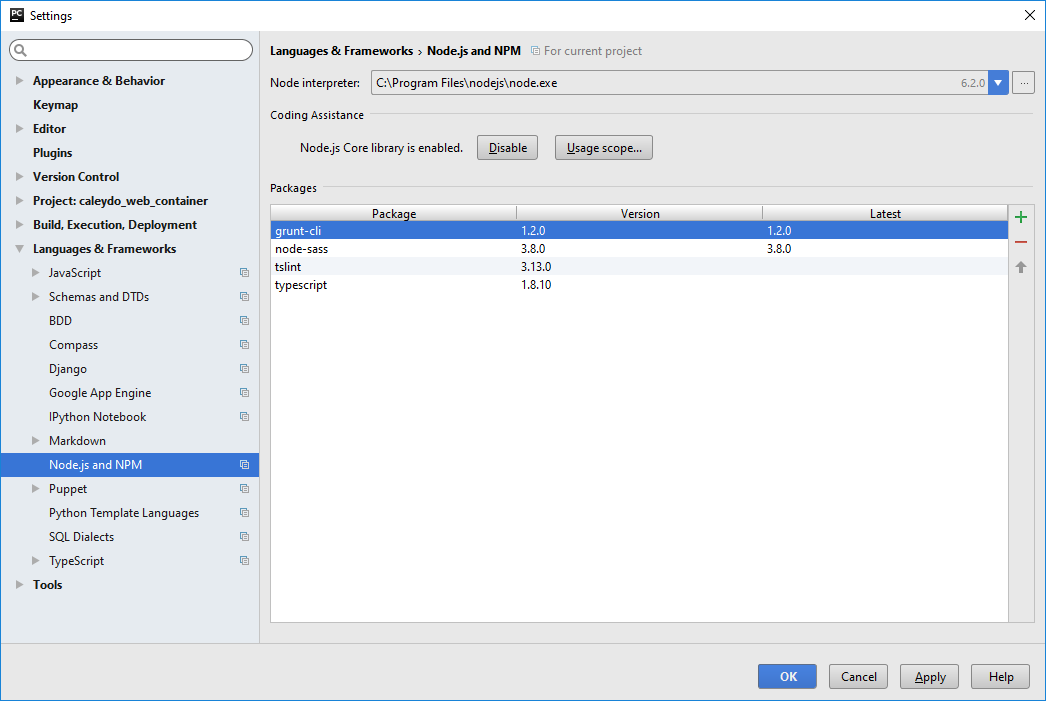 PC Settings
Languages & Frameworks › Node.js and NPM For current project
Appearance & Behavior
Keymap
Editor
Plugins
Version Control
Project: caleydo_web_container
Build, Execution, Deployment
Languages & Frameworks
JavaScript
Schemas and DTDs
BDD
Compass
Django
Google App Engine
IPython Notebook
Markdown
Node.js and NPM
Puppet
Python Template Languages
SQL Dialects
TypeScript
Tools
Node interpreter: C:\Program Files\nodejs\node.exe 6.2.0 ...
Coding Assistance
Node.js Core library is enabled. Disable Usage scope...
Packages
Package Version Latest
grunt-cli 1.2.0 1.2.0
node-sass 3.8.0 3.8.0
tslint 3.13.0
typescript 1.8.10
OK Cancel Apply Help